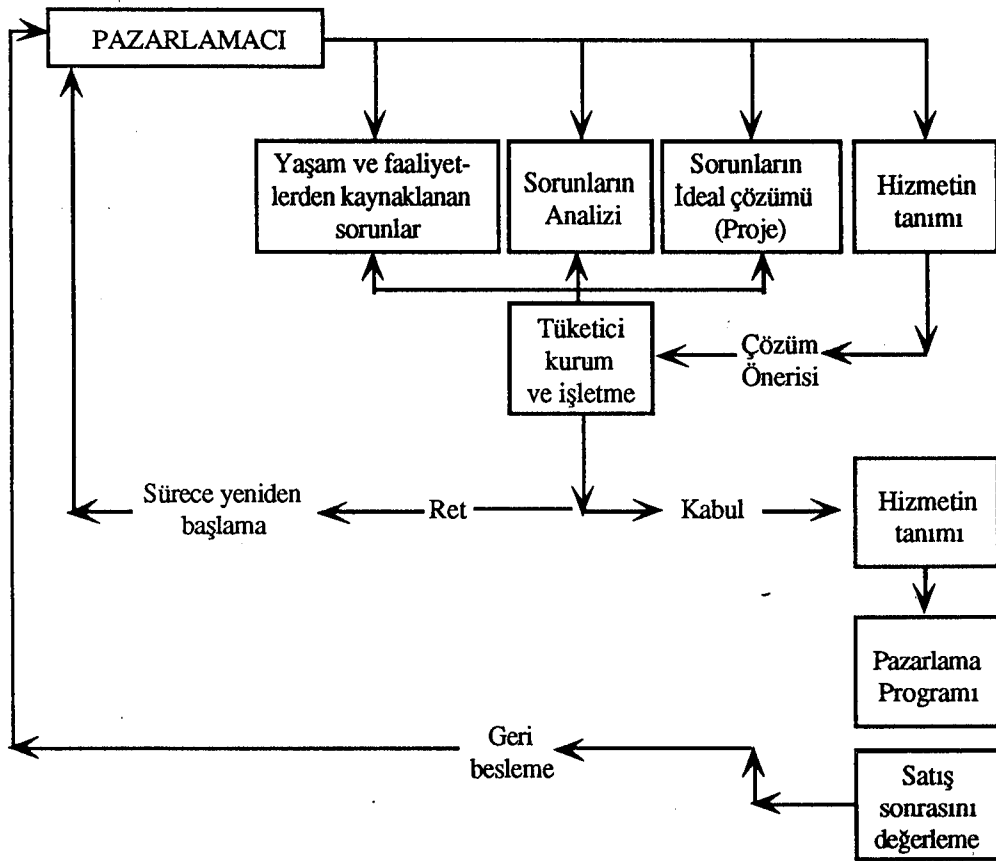 PAZARLAMACI
Yaşam ve faaliyet-
lerden kaynaklanan
sorunlar
Sorunların
Analizi
Sorunların
İdeal çözümü
(Proje)
Hizmetin
tanımı
Tüketici
kurum
ve işletme
Çözüm
Önerisi
Sürece yeniden
başlama
Ret
Kabul
Hizmetin
tanımı
Pazarlama
Programı
Geri
besleme
Satış
sonrasını
değerleme